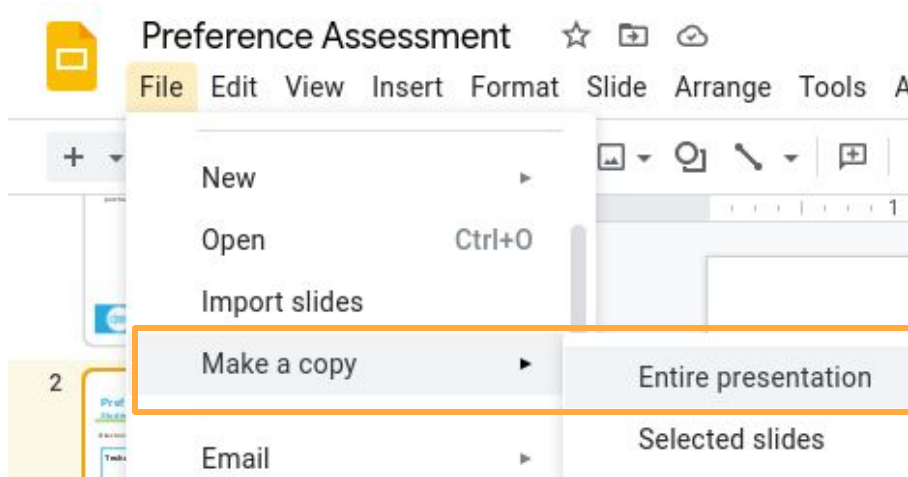 Preference Assessment
File Edit View Insert Format Slide Arrange Tools A
1
New
Open Ctrl+O
Import slides
Make a copy
Entire presentation
2
Selected slides
Email